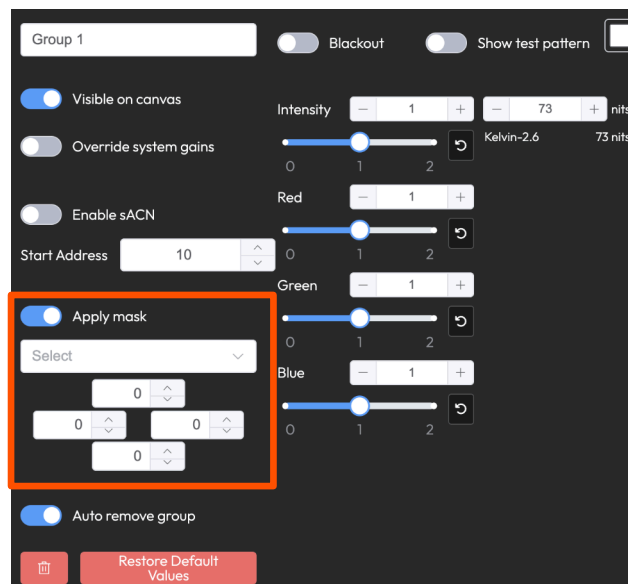 Group 1
Blackout
Show test pattern
Visible on canvas
Override system gains
Enable sACN
Start Address
10
Apply mask
Select
0
0
0
0
Auto remove group
Restore Default
Values
Intensity
— 1 +
— 73 + nits
Kelvin-2.6 73 nits
0 1 2
Red
— 1 +
0 1 2
Green
— 1 +
0 1 2
Blue
— 1 +
0 1 2